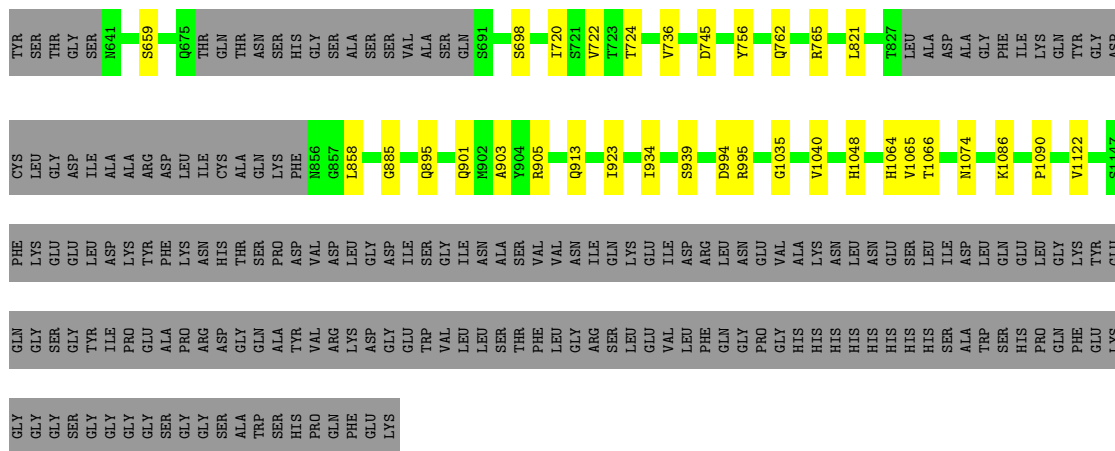 TYR SER THR GLY SER N641 S659 Q675 THR GLN THR ASN SER HIS GLY SER ALA SER SER VAL ALA SER GLN S691 S698 I720 S721 V722 T723 T724 V736 D745 Y756 Q762 R765 L821 T827 LEU ALA ASP ALA GLY PHE ILE LYS GLN TYR GLY ASP
CYS LEU GLY ASP ILE ALA ALA ARG ASP LEU ILE CYS ALA GLN LYS PHE N856 G857 L858 G885 Q895 Q901 M902 A903 Y904 R905 Q913 I923 I934 S939 D994 R995 G1035 V1040 H1048 H1064 V1065 T1066 N1074 K1086 P1090 V1122 S1147
PHE LYS GLU GLU LEU ASP LYS TYR PHE LYS ASN HIS THR SER PRO ASP VAL ASP LEU GLY ASP ILE SER GLY ILE ASN ALA SER VAL VAL ASN ILE GLN LYS GLU ILE ASP ARG LEU ASN GLU VAL ALA LYS ASN LEU ASN GLU SER LEU ILE ASP LEU GLN GLU LEU GLY LYS TYR GLU
GLN GLY SER GLY TYR ILE PRO GLU ALA PRO ARG ASP GLY GLN ALA TYR VAL ARG LYS ASP GLY GLU TRP VAL LEU LEU SER THR PHE LEU GLY ARG SER LEU GLU VAL LEU PHE GLN GLY PRO GLY HIS HIS HIS HIS HIS HIS HIS HIS SER ALA TRP SER HIS PRO GLN PHE GLU LYS
GLY GLY GLY SER GLY GLY GLY GLY SER GLY GLY SER ALA TRP SER HIS PRO GLN PHE GLU LYS